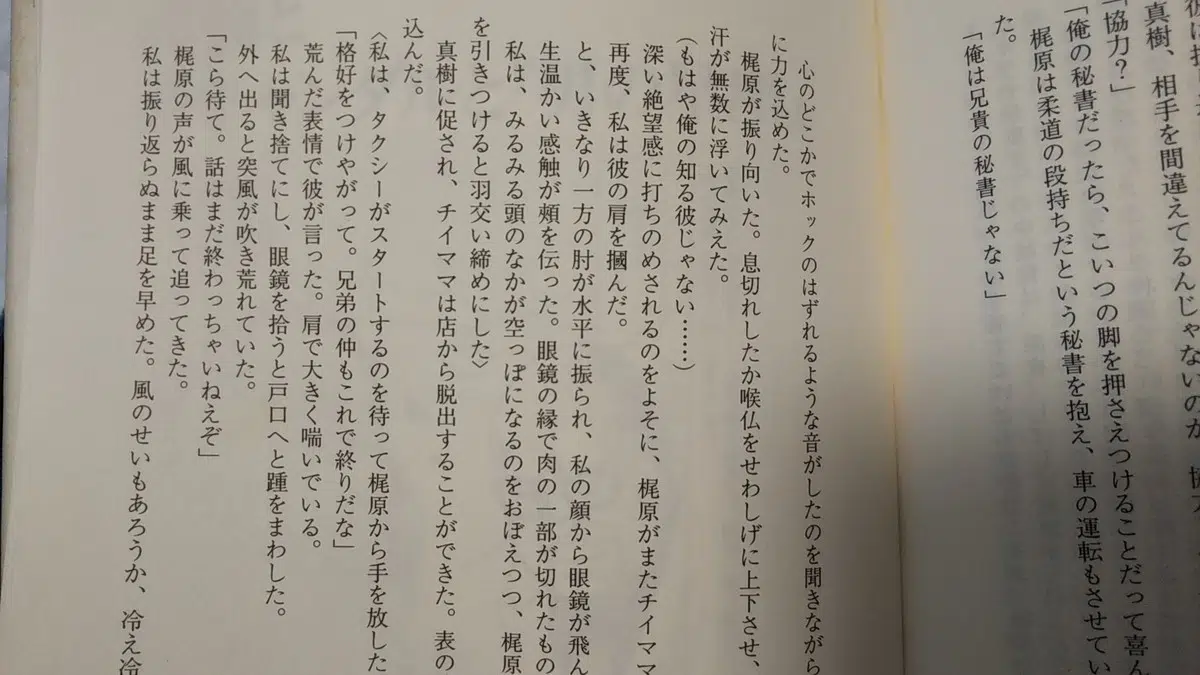 彼は振
真樹、相手を間違えてるんじゃないのか
「協力？」
「俺の秘書だったら、こいつの脚を押さえつけることだって喜ん
梶原は柔道の段持ちだという秘書を抱え、車の運転もさせてい
た。
「俺は兄貴の秘書じゃない」
心のどこかでホックのはずれるような音がしたのを聞きながら
に力を込めた。
梶原が振り向いた。息切れしたか喉仏をせわしげに上下させ、
汗が無数に浮いてみえた。
（もはや俺の知る彼じゃない……）
深い絶望感に打ちのめされるのをよそに、梶原がまたチイママ
再度、私は彼の肩を摑んだ。
と、いきなり一方の肘が水平に振られ、私の顔から眼鏡が飛ん
生温かい感触が頰を伝った。眼鏡の縁で肉の一部が切れたもの
私は、みるみる頭のなかが空っぽになるのをおぼえつつ、梶原
を引きつけると羽交い締めにした〉
真樹に促され、チイママは店から脱出することができた。表の
込んだ。
〈私は、タクシーがスタートするのを待って梶原から手を放した
「格好をつけやがって。兄弟の仲もこれで終りだな」
荒んだ表情で彼が言った。肩で大きく喘いでいる。
私は聞き捨てにし、眼鏡を拾うと戸口へと踵をまわした。
外へ出ると突風が吹き荒れていた。
「こら待て。話はまだ終わっちゃいねえぞ」
梶原の声が風に乗って追ってきた。
私は振り返らぬまま足を早めた。風のせいもあろうか、冷え冷